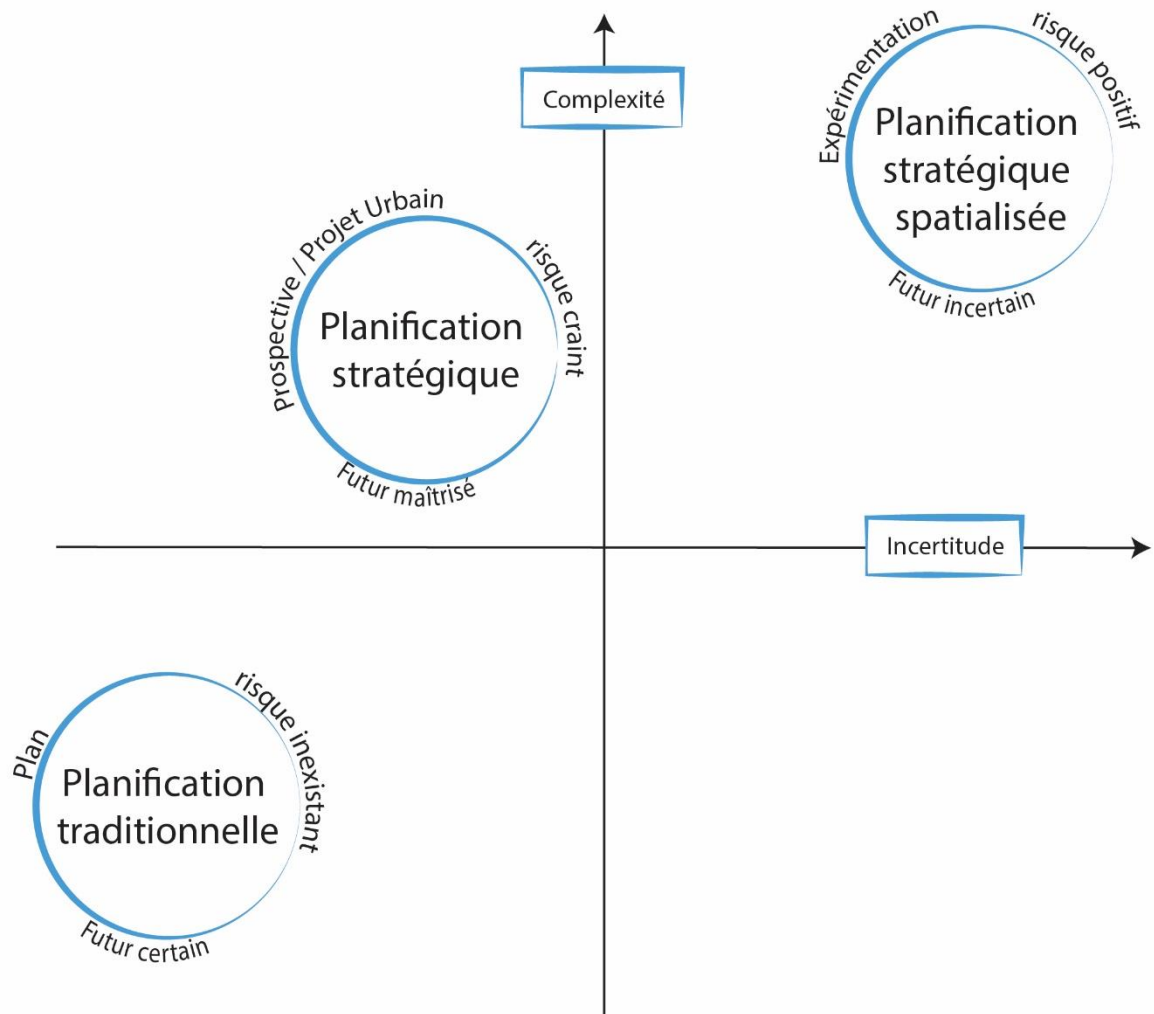 Complexité
Expérimentation
risque positif
Planification
stratégique
spatialisée
Futur incertain
Prospective / Projet Urbain
risque craint
Planification
stratégique
Futur maîtrisé
Incertitude
Plan
risque inexistant
Planification
traditionnelle
Futur certain